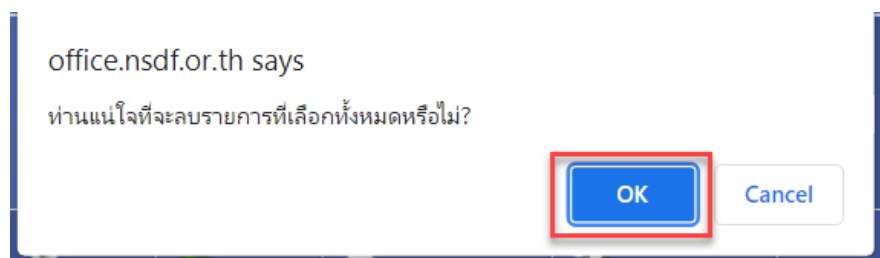 office.nsdf.or.th says
ท่านแน่ใจที่จะลบรายการที่เลือกทั้งหมดหรือไม่?
OK Cancel